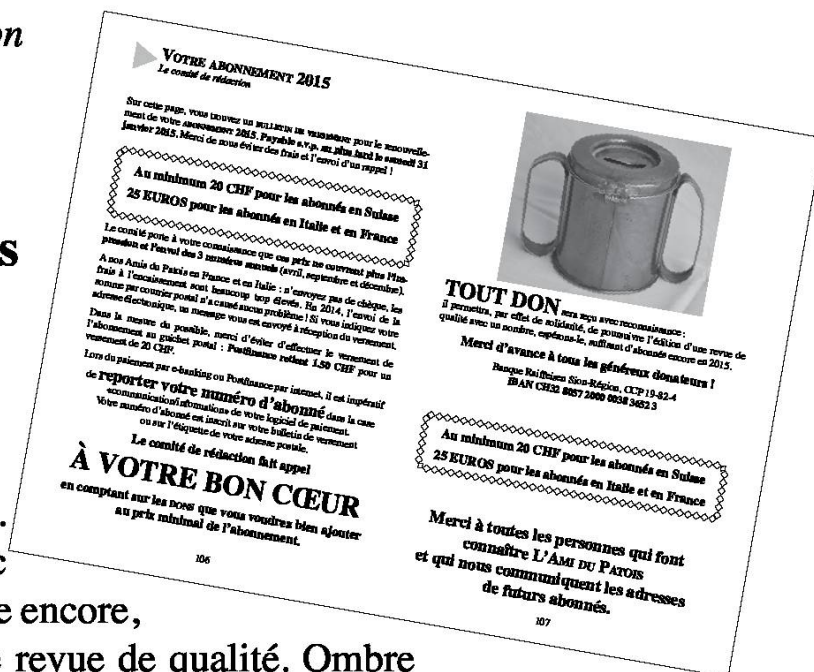 on
s
.
c
e encore,
e revue de qualité. Ombre
VOTRE ABONNEMENT 2015
Le comité de rédaction
Sur cette page, vous trouvez un BULLETIN DE VERSEMENT pour le renouvelle-
ment de votre ABONNEMENT 2015. Payable s.v.p. au plus tard le samedi 31
janvier 2015. Merci de nous éviter des frais et l'envoi d'un rappel !
Au minimum 20 CHF pour les abonnés en Suisse
25 EUROS pour les abonnés en Italie et en France
Le comité porte à votre connaissance que ces prix ne couvrent plus l'im-
pression et l'envoi des 3 numéros annuels (avril, septembre et décembre).
A nos Amis du Patois en France et en Italie : n'envoyez pas de chèque, les
frais à l'encaissement sont beaucoup trop élevés. En 2014, l'envoi de la
somme par courrier postal n'a causé aucun problème ! Si vous indiquez votre
adresse électronique, un message vous est envoyé à réception du versement.
Dans la mesure du possible, merci d'éviter d'effectuer le versement de
l'abonnement au guichet postal : Postfinance retient 1.50 CHF pour un
versement de 20 CHF.
Lors du paiement par e-banking ou Postfinance par internet, il est impératif
de reporter votre numéro d'abonné dans la case
«communication/informations de votre logiciel de paiement.
Votre numéro d'abonné est inscrit sur votre bulletin de versement
ou sur l'étiquette de votre adresse postale.
Le comité de rédaction fait appel
À VOTRE BON CŒUR
en comptant sur les DONS que vous voudrez bien ajouter
au prix minimal de l'abonnement.
106
TOUT DON sera reçu avec reconnaissance :
il permettra, par effet de solidarité, de poursuivre l'édition d'une revue de
qualité avec un nombre, espérons-le, suffisant d'abonnés encore en 2015.
Merci d'avance à tous les généreux donateurs !
Banque Raiffeisen Sion-Région, CCP 19-82-4
IBAN CH32 8057 2000 0038 3652 3
Au minimum 20 CHF pour les abonnés en Suisse
25 EUROS pour les abonnés en Italie et en France
Merci à toutes les personnes qui font
connaître L'AMI DU PATOIS
et qui nous communiquent les adresses
de futurs abonnés.
107